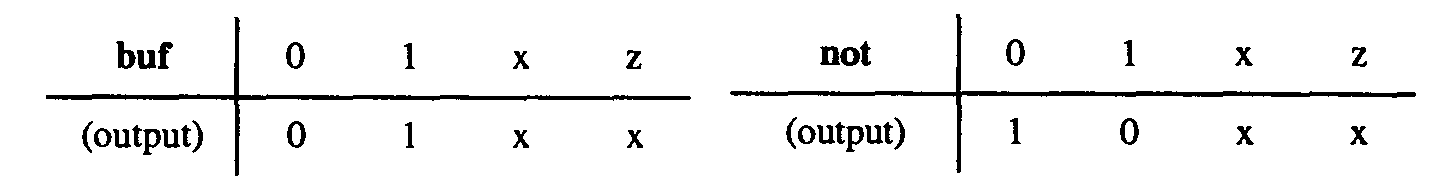 buf 0 1 x z
(output) 0 1 x x
not 0 1 x z
(output) 1 0 x x